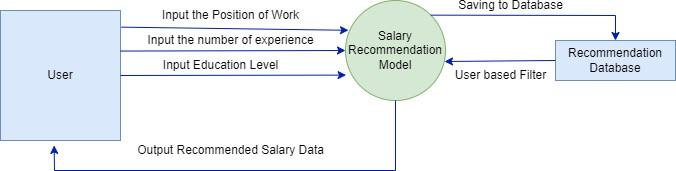 Input the Position of Work
Input the number of experience
Input Education Level
User
Salary
Recommendation
Model
Saving to Database
User based Filter
Recommendation
Database
Output Recommended Salary Data